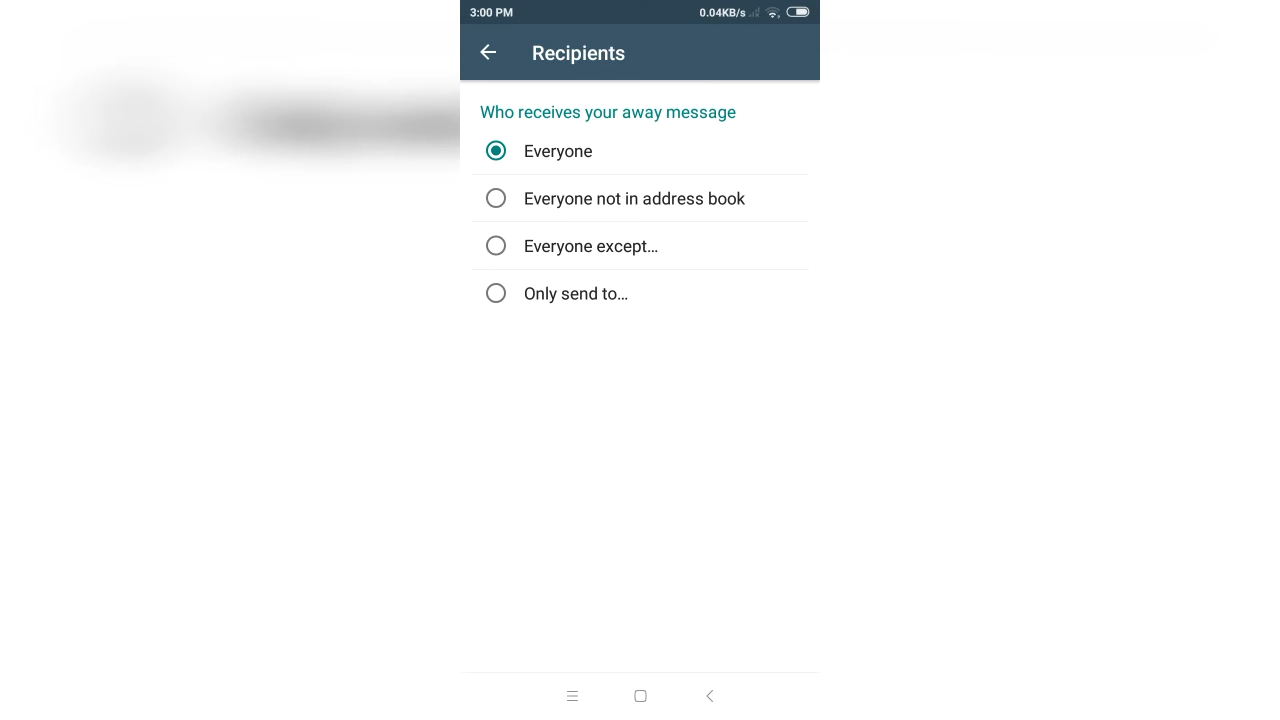 3:00 PM 0.04KB/s
Recipients
Who receives your away message
Everyone
Everyone not in address book
Everyone except…
Only send to…